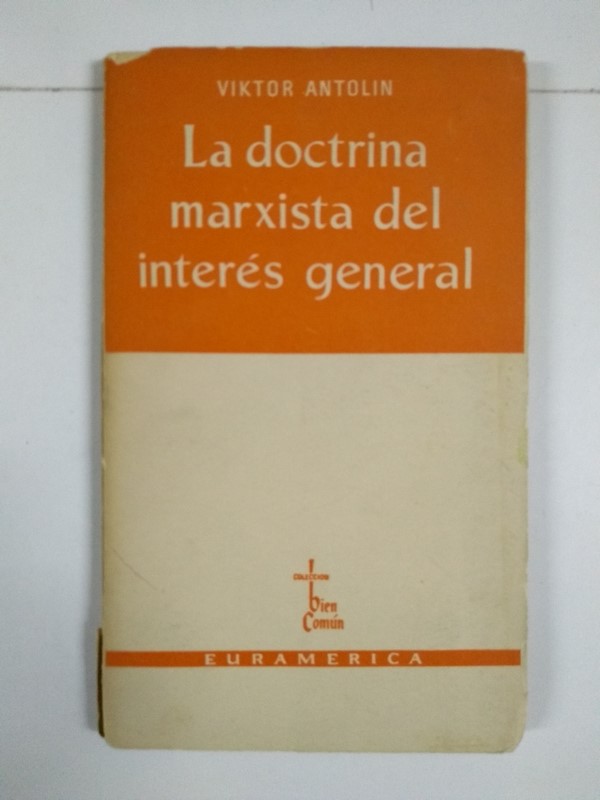 VIKTOR ANTOLIN
La doctrina
marxista del
interés general
COLECCION
bien
Común
EURAMERICA